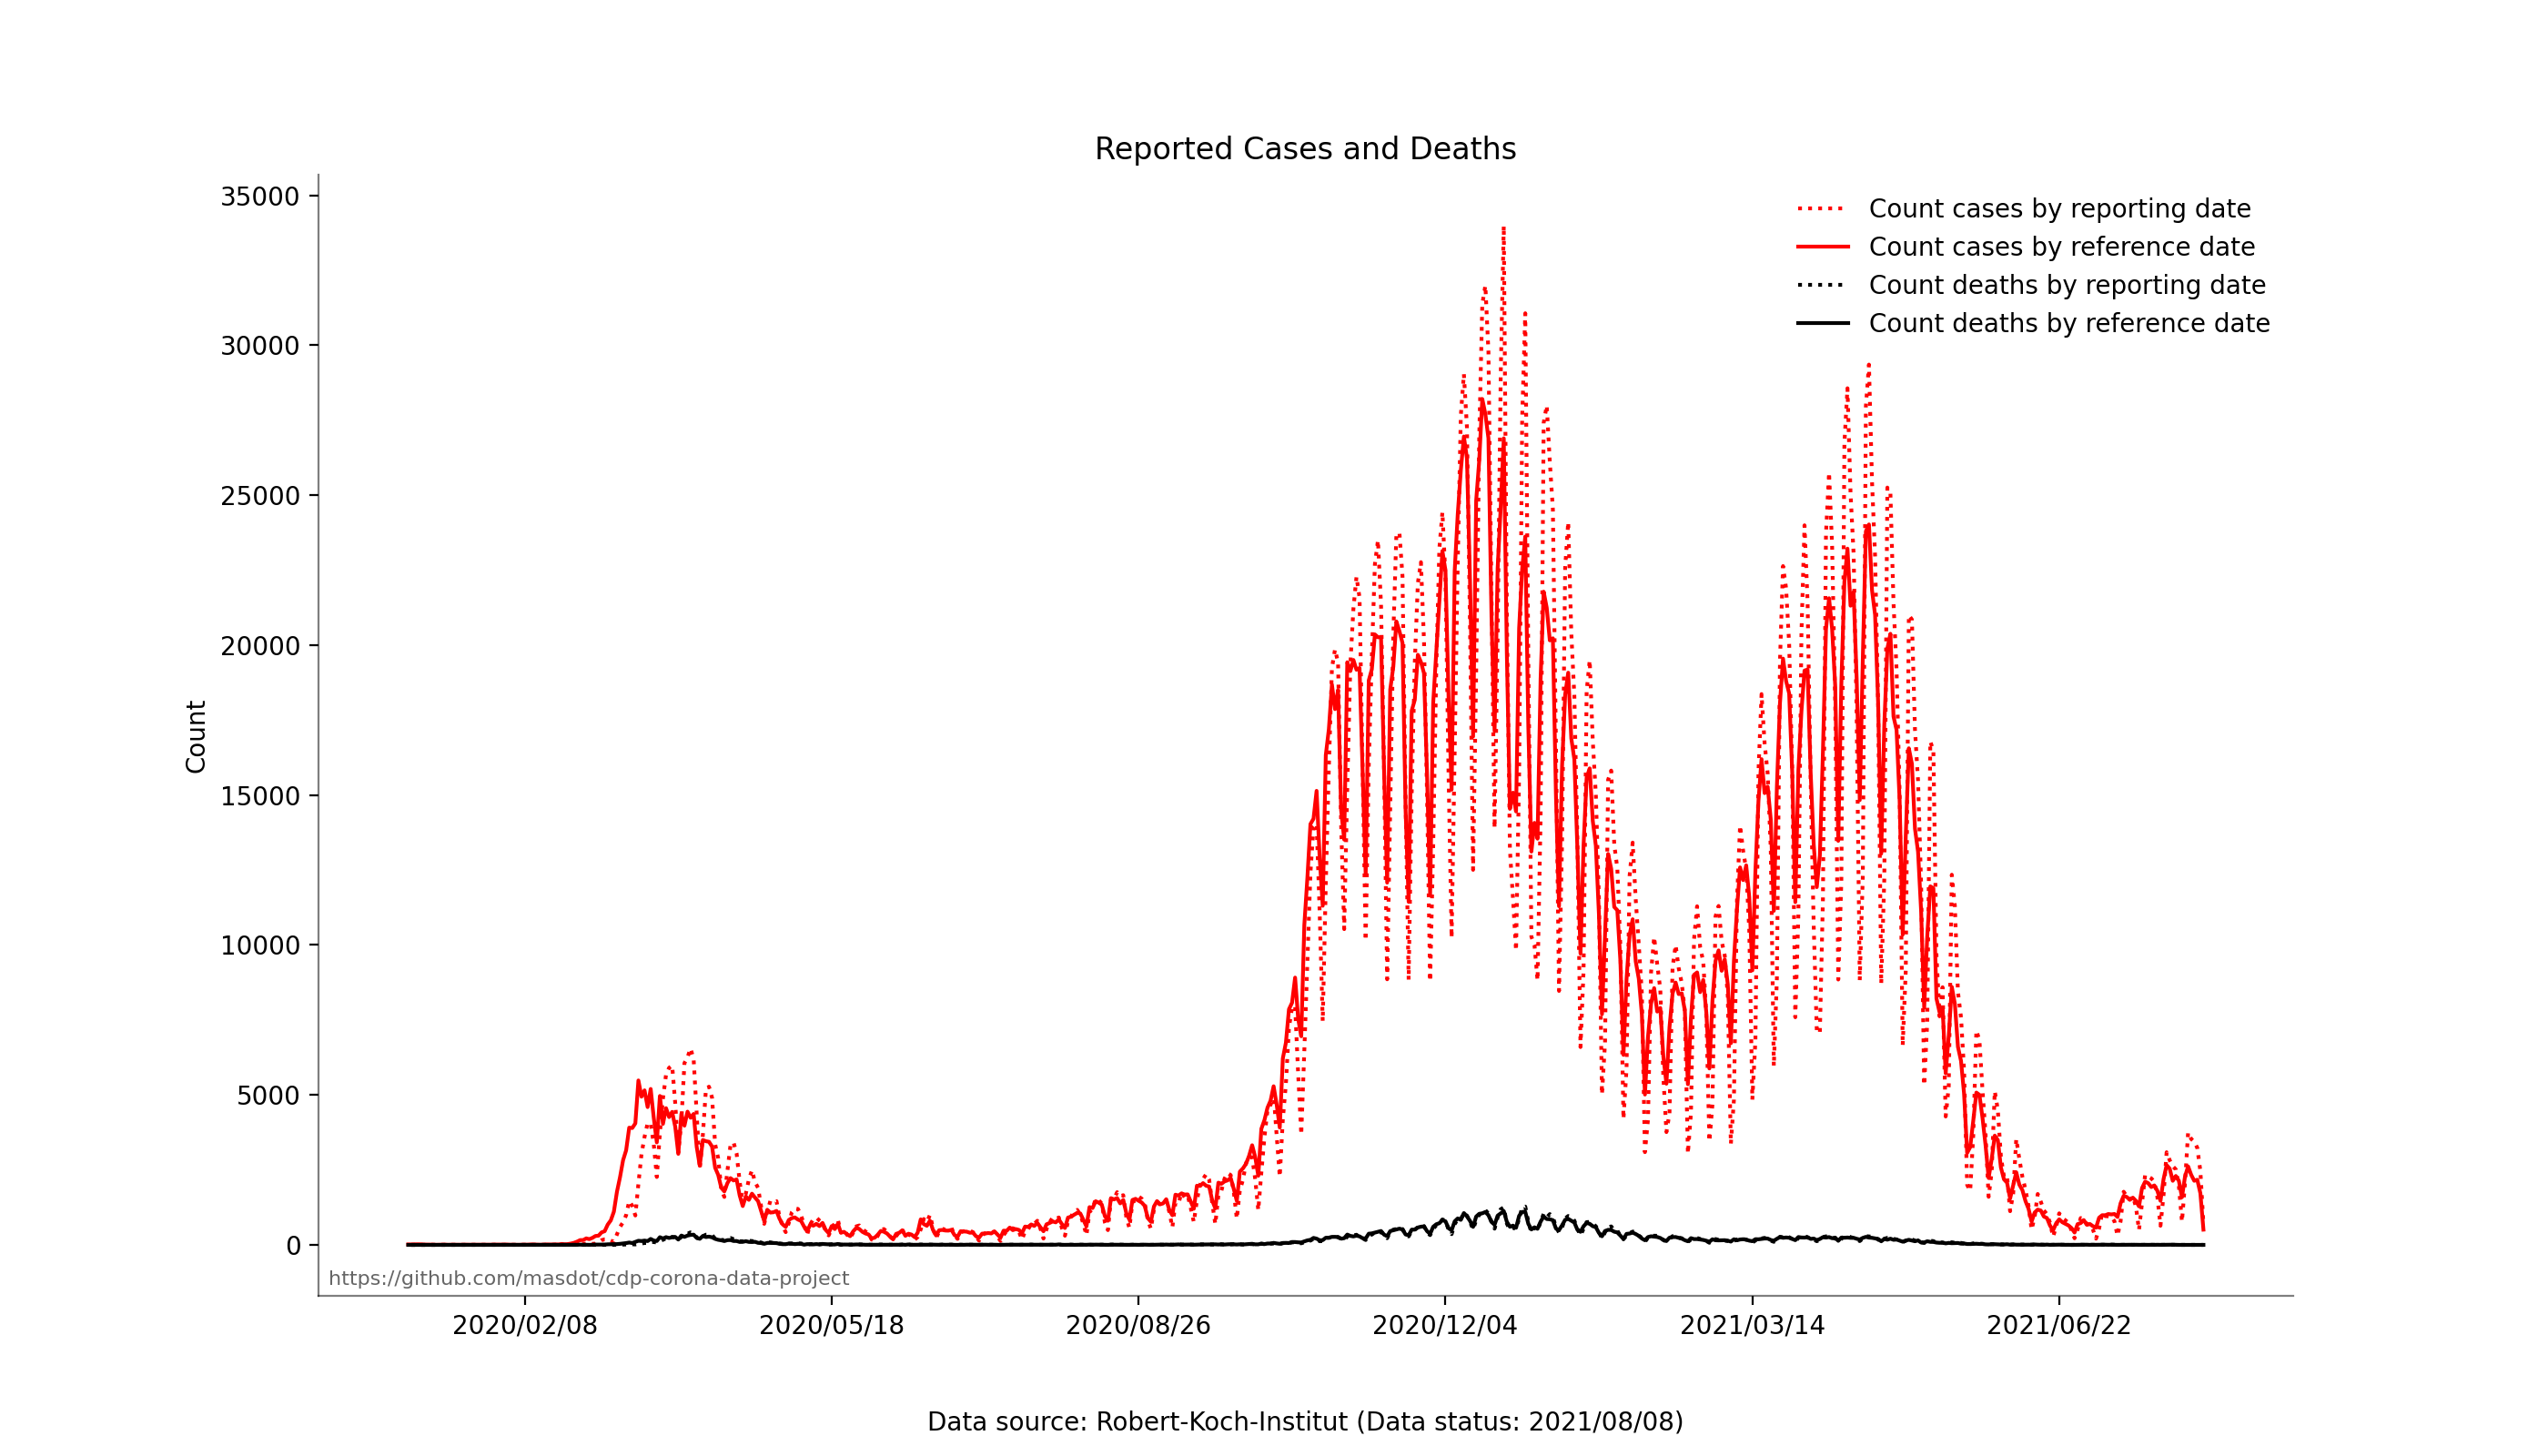 Reported Cases and Deaths
35000
30000
25000
20000
15000
10000
5000
0
Count
Count cases by reporting date
Count cases by reference date
Count deaths by reporting date
Count deaths by reference date
https://github.com/masdot/cdp-corona-data-project
2020/02/08
2020/05/18
2020/08/26
2020/12/04
2021/03/14
2021/06/22
Data source: Robert-Koch-Institut (Data status: 2021/08/08)